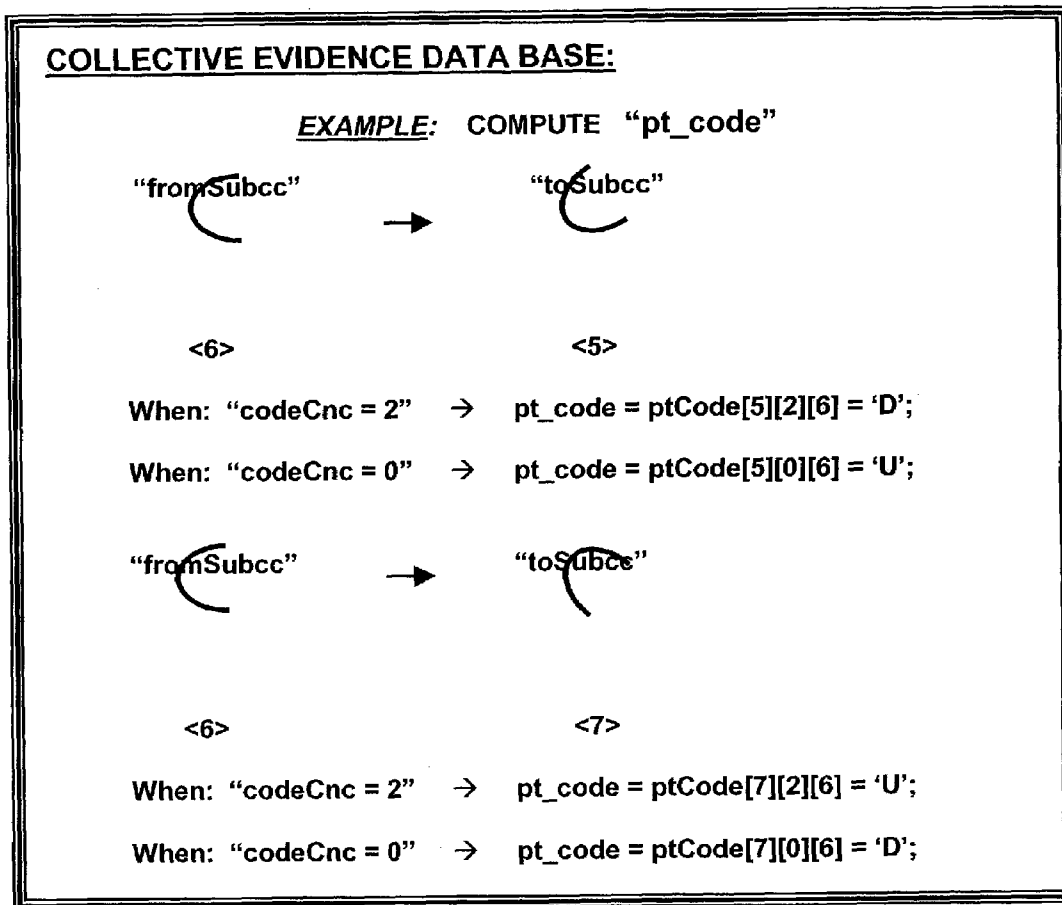 COLLECTIVE EVIDENCE DATA BASE:
EXAMPLE: COMPUTE “pt_code”
“fromSubcc” → “toSubcc”
<6> <5>
When: “codeCnc = 2” → pt_code = ptCode[5][2][6] = ‘D’;
When: “codeCnc = 0” → pt_code = ptCode[5][0][6] = ‘U’;
“fromSubcc” → “toSubcc”
<6> <7>
When: “codeCnc = 2” → pt_code = ptCode[7][2][6] = ‘U’;
When: “codeCnc = 0” → pt_code = ptCode[7][0][6] = ‘D’;